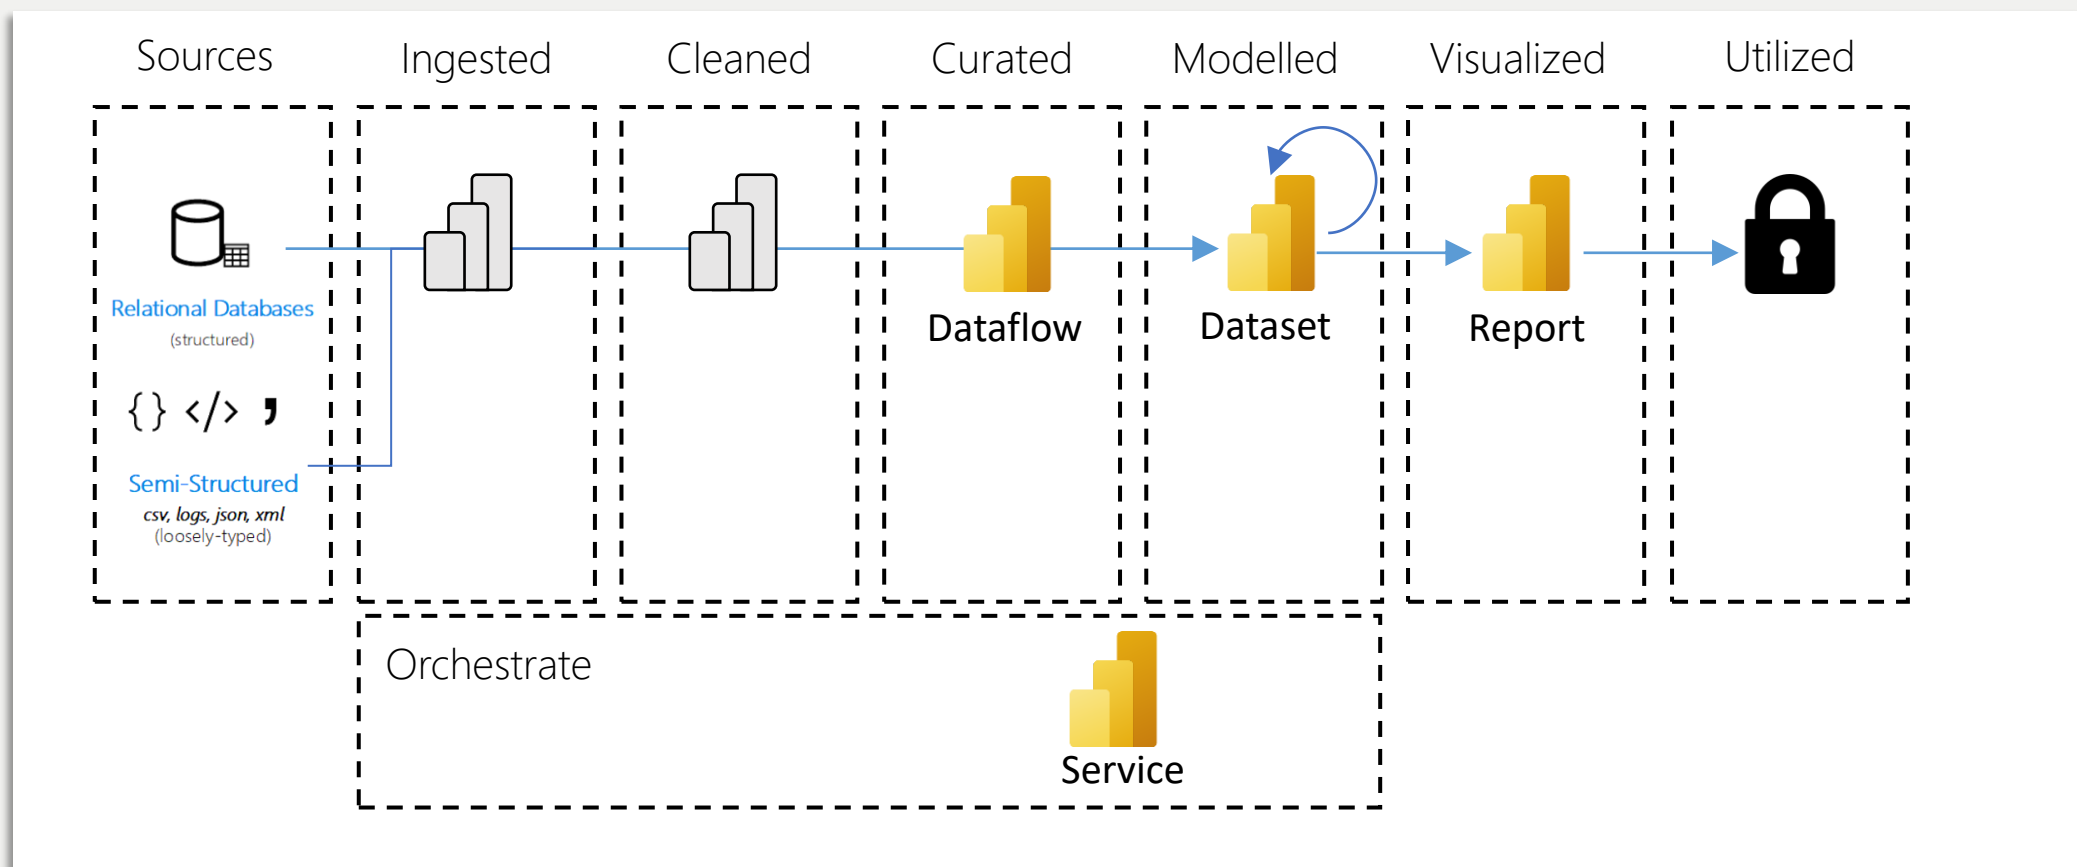 Sources
Ingested
Cleaned
Curated
Modelled
Visualized
Utilized
Relational Databases
(structured)
{ } </> ,
Semi-Structured
csv, logs, json, xml
(loosely-typed)
Dataflow
Dataset
Report
Orchestrate
Service